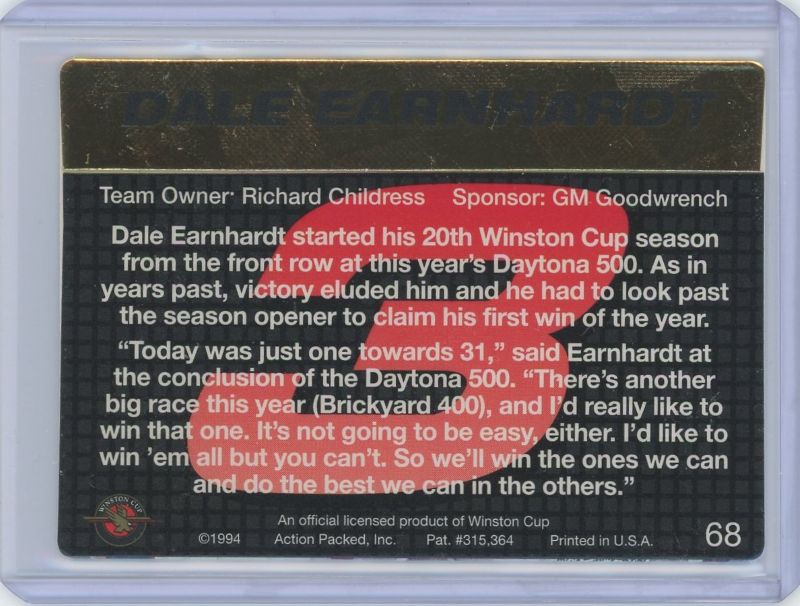 DALE EARNHARDT
Team Owner: Richard Childress Sponsor: GM Goodwrench
Dale Earnhardt started his 20th Winston Cup season
from the front row at this year's Daytona 500. As in
years past, victory eluded him and he had to look past
the season opener to claim his first win of the year.
"Today was just one towards 31," said Earnhardt at
the conclusion of the Daytona 500. "There's another
big race this year (Brickyard 400), and I'd really like to
win that one. It's not going to be easy, either. I'd like to
win 'em all but you can't. So we'll win the ones we can
and do the best we can in the others."
3
WINSTON CUP
An official licensed product of Winston Cup
©1994 Action Packed, Inc. Pat. #315,364 Printed in U.S.A.
68